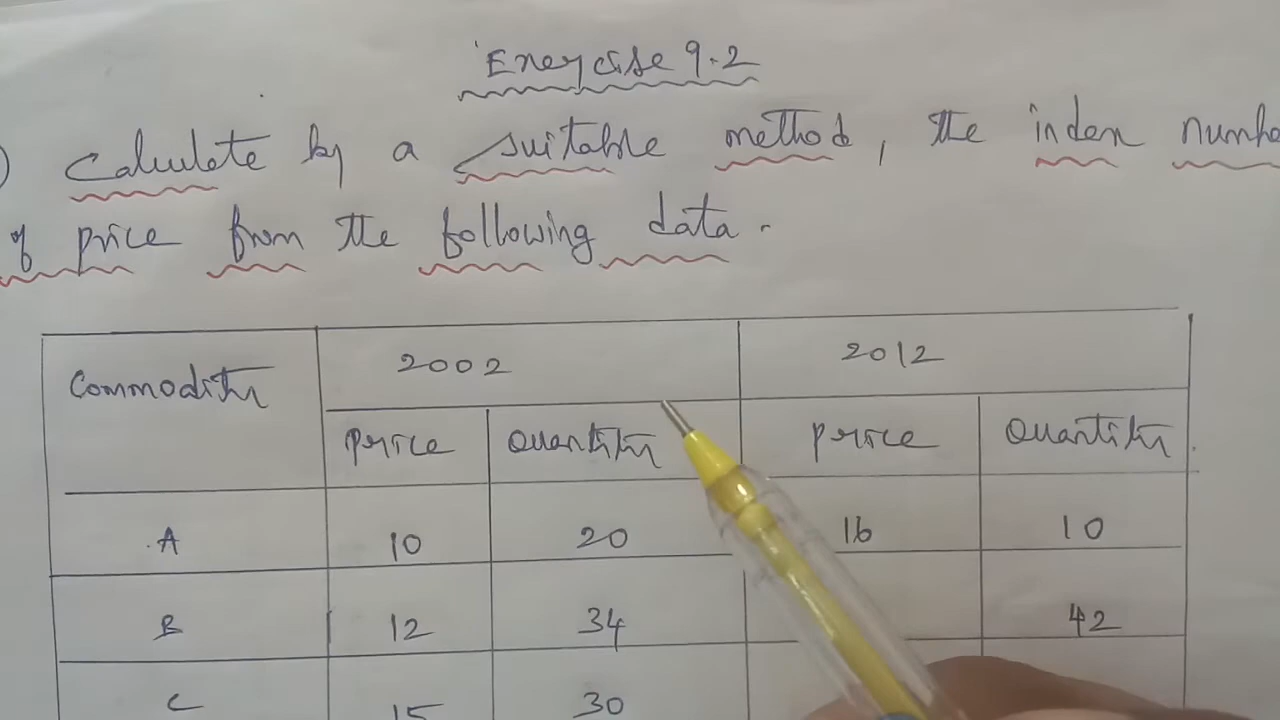 Exercise 9.2
) Calculate by a suitable method, the index numbe
of price from the following data.
Commodity 2002 2012
Price Quantity Price Quantity
A 10 20 16 10
B 12 34 42
C 15 30